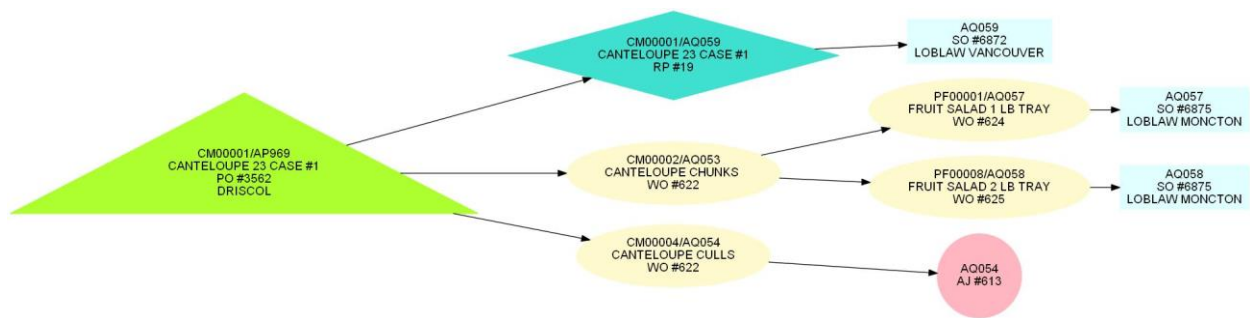 CM00001/AP969
CANTELOUPE 23 CASE #1
PO #3562
DRISCOL
CM00001/AQ059
CANTELOUPE 23 CASE #1
RP #19
AQ059
SO #6872
LOBLAW VANCOUVER
CM00002/AQ053
CANTELOUPE CHUNKS
WO #622
PF00001/AQ057
FRUIT SALAD 1 LB TRAY
WO #624
AQ057
SO #6875
LOBLAW MONCTON
PF00008/AQ058
FRUIT SALAD 2 LB TRAY
WO #625
AQ058
SO #6875
LOBLAW MONCTON
CM00004/AQ054
CANTELOUPE CULLS
WO #622
AQ054
AJ #613